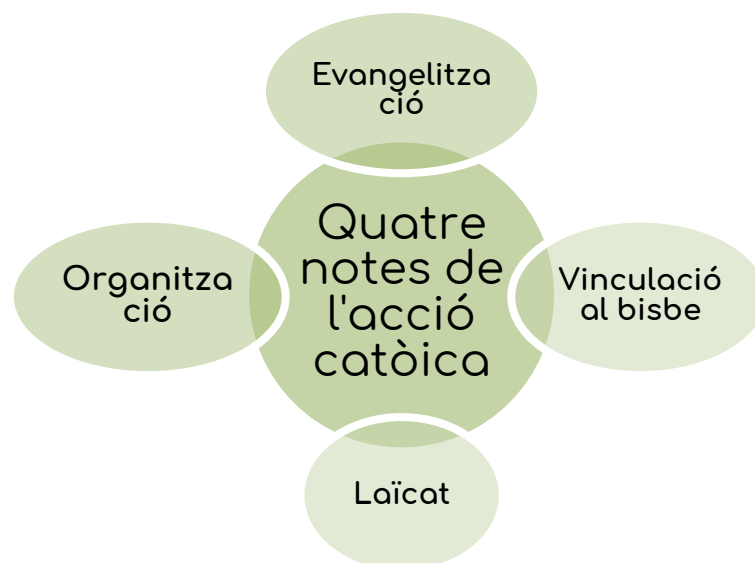 Evangelitza
ció
Quatre
notes de
l'acció
catòica
Organitza
ció
Vinculació
al bisbe
Laïcat